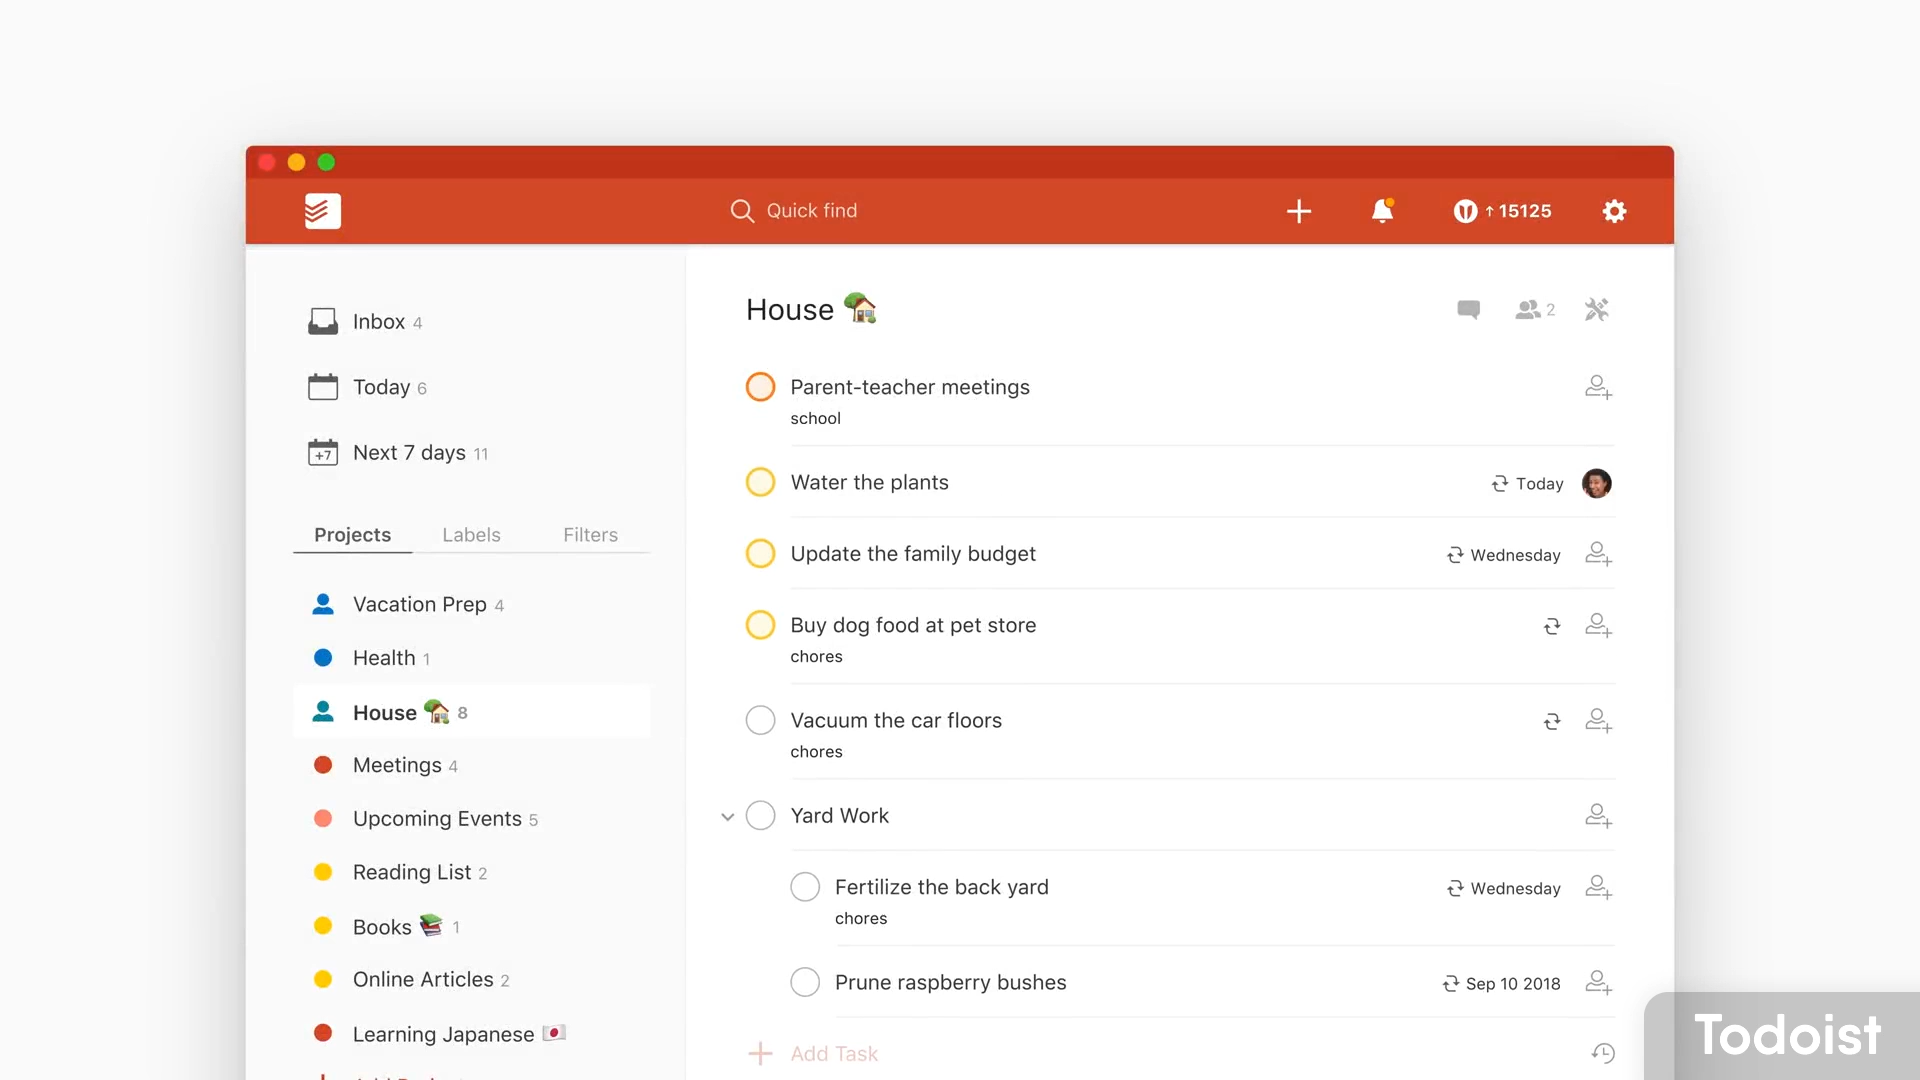 Quick find
↑15125
Inbox 4
Today 6
+7 Next 7 days 11
Projects Labels Filters
Vacation Prep 4
Health 1
House 🏡 8
Meetings 4
Upcoming Events 5
Reading List 2
Books 📚 1
Online Articles 2
Learning Japanese 🇯🇵
House 🏡
2
Parent-teacher meetings
school
Water the plants Today
Update the family budget Wednesday
Buy dog food at pet store
chores
Vacuum the car floors
chores
Yard Work
Fertilize the back yard Wednesday
chores
Prune raspberry bushes Sep 10 2018
Add Task
Todoist